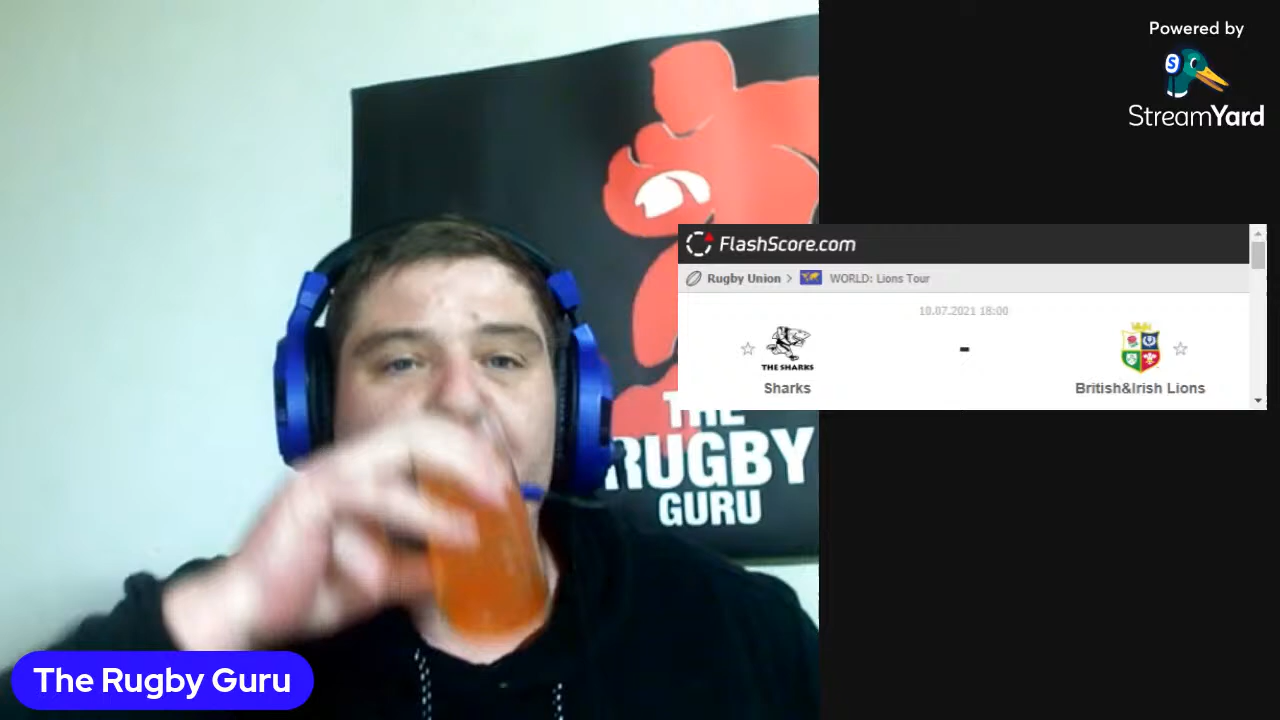 Powered by
StreamYard
FlashScore.com
Rugby Union > WORLD: Lions Tour
10.07.2021 18:00
THE SHARKS
-
Sharks
British&Irish Lions
THE
RUGBY
GURU
The Rugby Guru